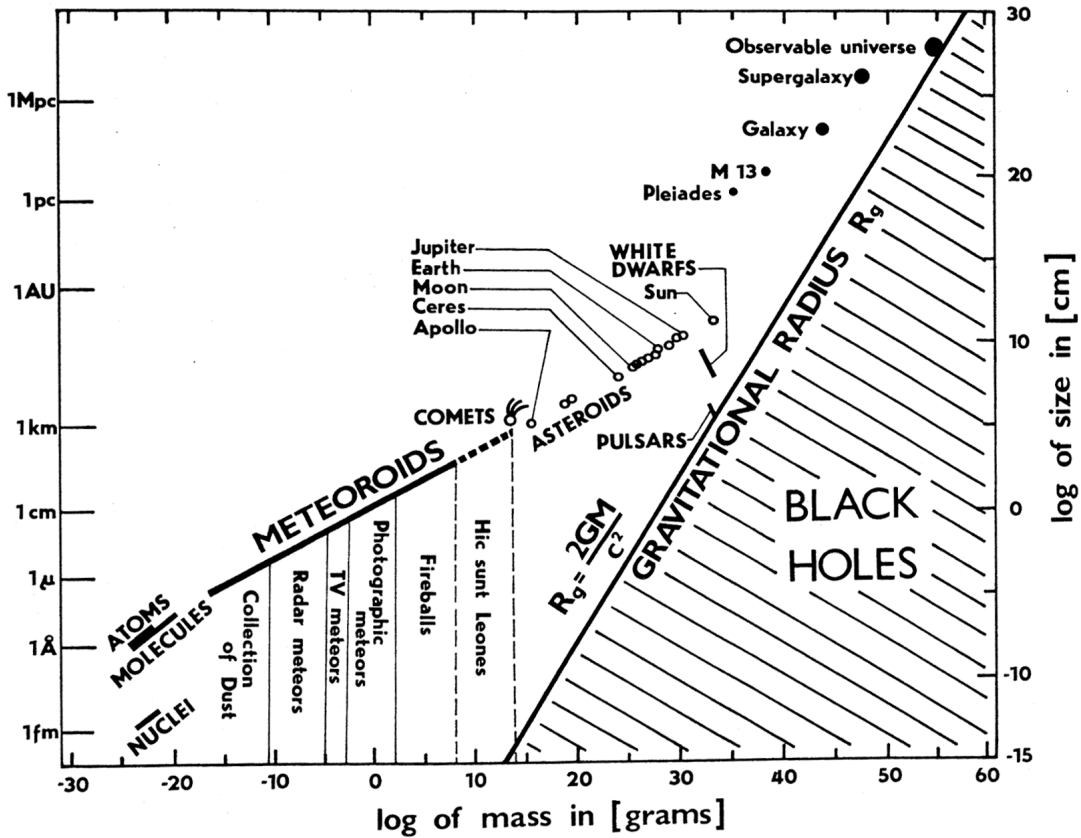 Observable universe
Supergalaxy
Galaxy
M 13
Pleiades
1Mpc
1pc
1AU
1km
1cm
1μ
1Å
1fm
30
20
10
0
-10
-15
log of size in [cm]
Jupiter
Earth
Moon
Ceres
Apollo
WHITE
DWARFS
Sun
COMETS
ASTEROIDS
PULSARS
METEOROIDS
GRAVITATIONAL RADIUS Rg
Rg = 2GM
C²
BLACK
HOLES
ATOMS
MOLECULES
NUCLEI
Collection
of Dust
Radar meteors
TV meteors
Photographic
meteors
Fireballs
Hic sunt Leones
-30
-20
-10
0
10
20
30
40
50
60
log of mass in [grams]